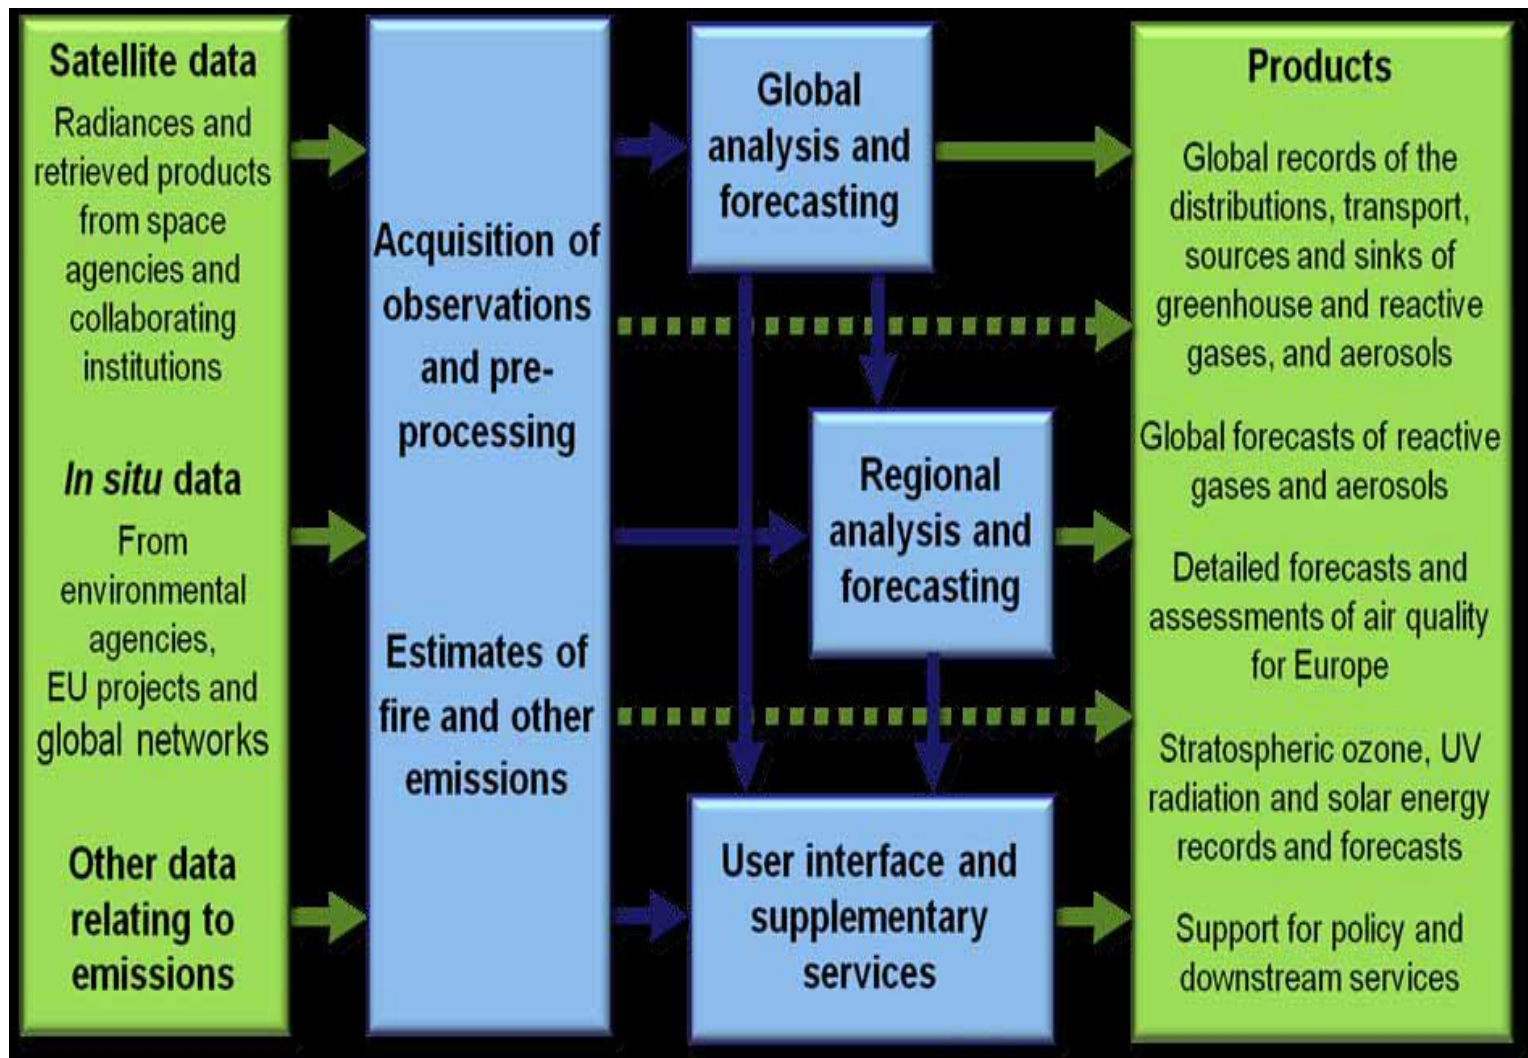 Satellite data
Radiances and
retrieved products
from space
agencies and
collaborating
institutions
In situ data
From
environmental
agencies,
EU projects and
global networks
Other data
relating to
emissions
Acquisition of
observations
and pre-
processing
Estimates of
fire and other
emissions
Global
analysis and
forecasting
Regional
analysis and
forecasting
User interface and
supplementary
services
Products
Global records of the
distributions, transport,
sources and sinks of
greenhouse and reactive
gases, and aerosols
Global forecasts of reactive
gases and aerosols
Detailed forecasts and
assessments of air quality
for Europe
Stratospheric ozone, UV
radiation and solar energy
records and forecasts
Support for policy and
downstream services